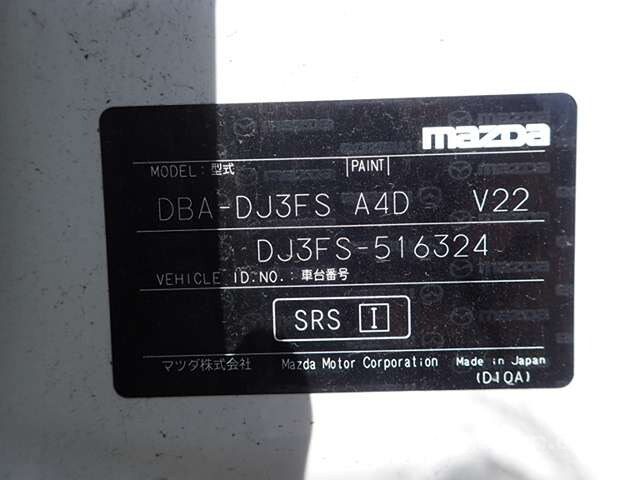 mazda
MODEL:型式 PAINT
DBA-DJ3FS A4D V22
DJ3FS-516324
VEHICLE ID.NO.:車台番号
SRS I
マツダ株式会社 Mazda Motor Corporation Made in Japan
(D10A)